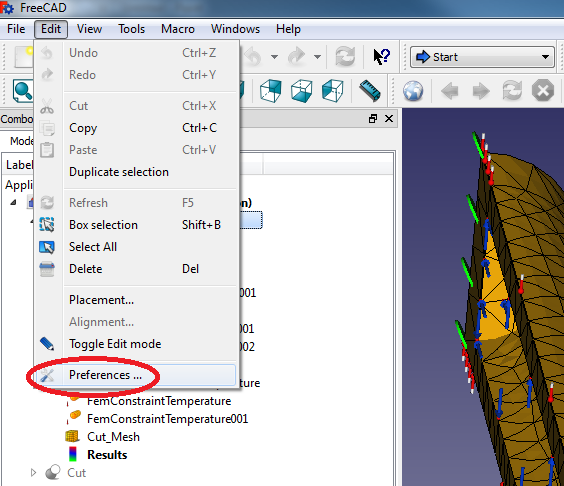 FreeCAD
File Edit View Tools Macro Windows Help
Undo Ctrl+Z
Redo Ctrl+Y
Start
Cut Ctrl+X
Copy Ctrl+C
Paste Ctrl+V
Duplicate selection
Refresh F5
Box selection Shift+B
Select All
Delete Del
Placement...
Alignment...
Toggle Edit mode
Preferences ...
Combo
Mode
Label
Appli
on)
001
001
002
perature
FemConstraintTemperature
FemConstraintTemperature001
Cut_Mesh
Results
Cut